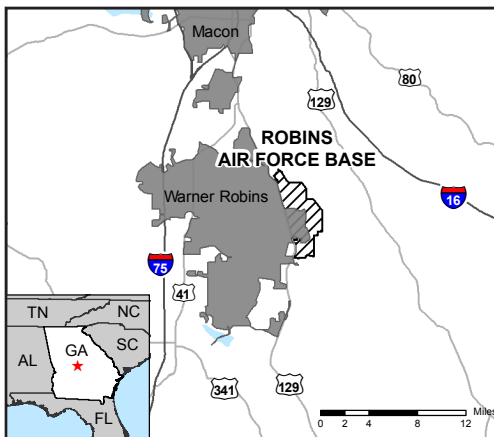 Macon
80
129
ROBINS
AIR FORCE BASE
Warner Robins
16
75
41
TN
NC
SC
AL
GA
FL
341
129
Miles
0 2 4 8 12